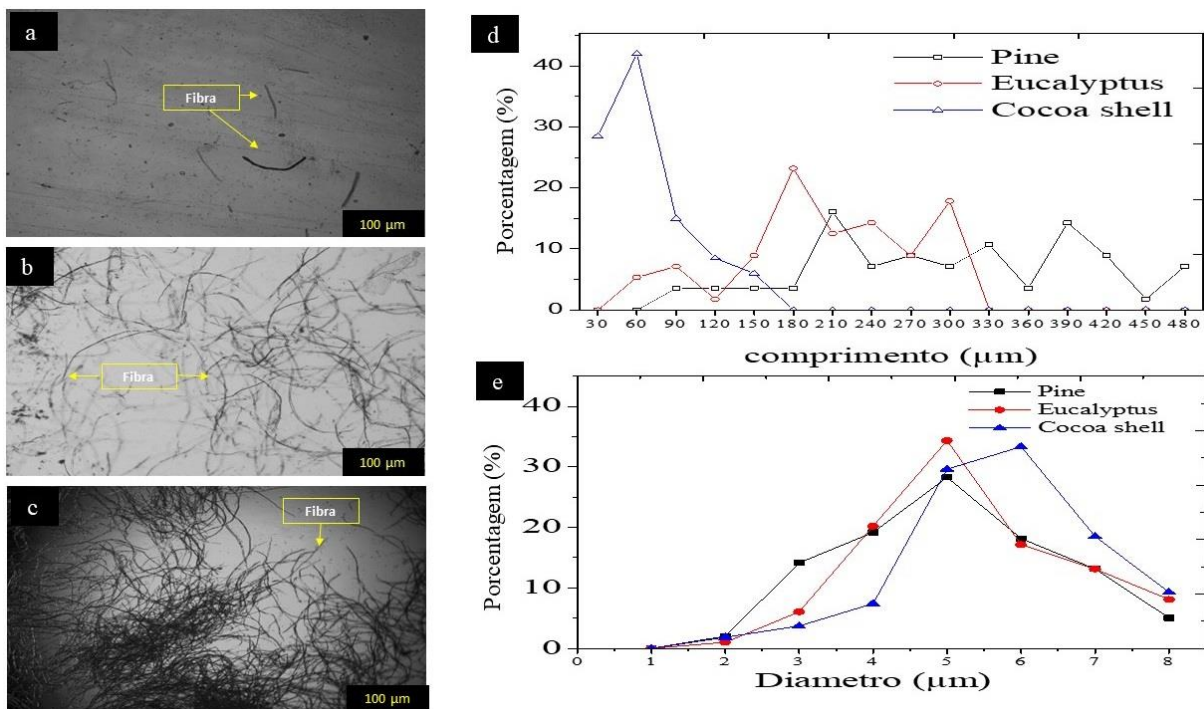 a
Fibra
100 µm
b
Fibra
100 µm
c
Fibra
100 µm
d
Pine
Eucalyptus
Cocoa shell
Porcentagem (%)
40
30
20
10
0
30 60 90 120 150 180 210 240 270 300 330 360 390 420 450 480
comprimento (µm)
e
Pine
Eucalyptus
Cocoa shell
Porcentagem (%)
40
30
20
10
0
0 1 2 3 4 5 6 7 8
Diametro (µm)